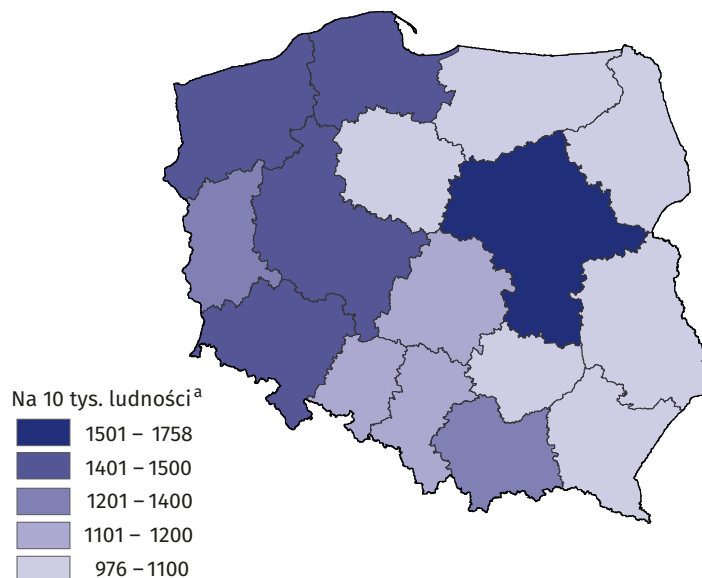 Na 10 tys. ludności a
1501 – 1758
1401 – 1500
1201 – 1400
1101 – 1200
976 – 1100